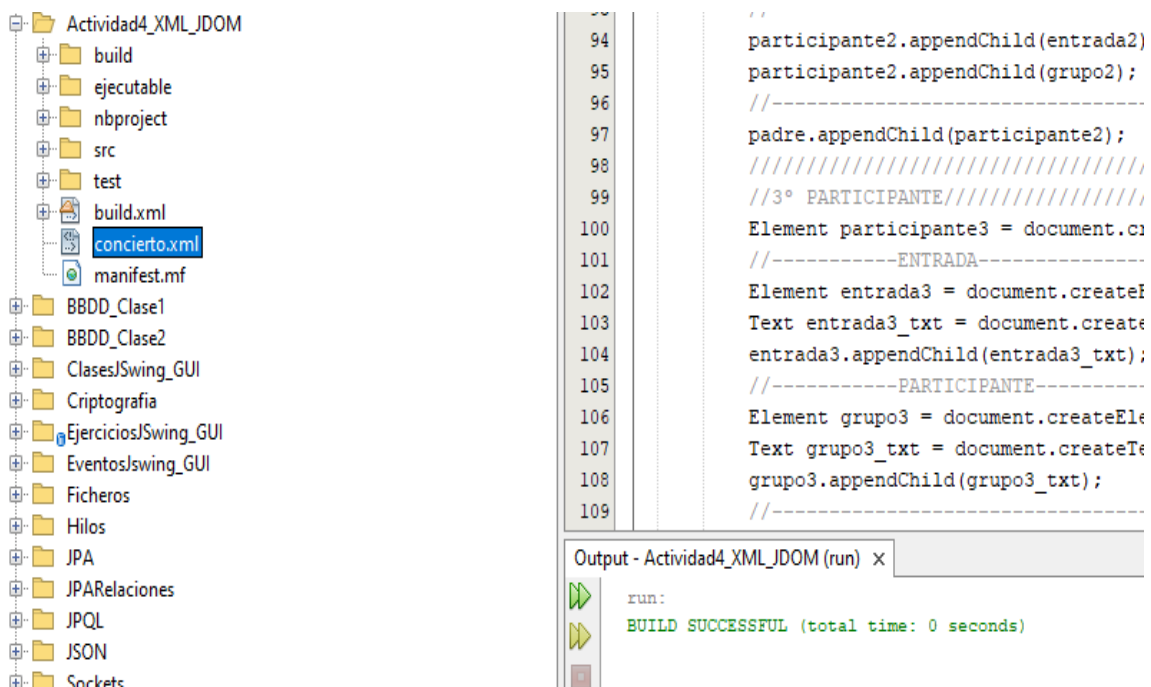 Actividad4_XML_JDOM
build
ejecutable
nbproject
src
test
build.xml
concierto.xml
manifest.mf
BBDD_Clase1
BBDD_Clase2
ClasesJSwing_GUI
Criptografia
EjerciciosJSwing_GUI
EventosJswing_GUI
Ficheros
Hilos
JPA
JPARelaciones
JPQL
JSON
Sockets
94 participante2.appendChild(entrada2)
95 participante2.appendChild(grupo2);
96 //---------------------------------
97 padre.appendChild(participante2);
98 //////////////////////////////////
99 //3º PARTICIPANTE/////////////////
100 Element participante3 = document.cr
101 //-----------ENTRADA---------------
102 Element entrada3 = document.createE
103 Text entrada3_txt = document.create
104 entrada3.appendChild(entrada3_txt);
105 //-----------PARTICIPANTE----------
106 Element grupo3 = document.createEle
107 Text grupo3_txt = document.createTe
108 grupo3.appendChild(grupo3_txt);
109 //---------------------------------
Output - Actividad4_XML_JDOM (run) x
run:
BUILD SUCCESSFUL (total time: 0 seconds)